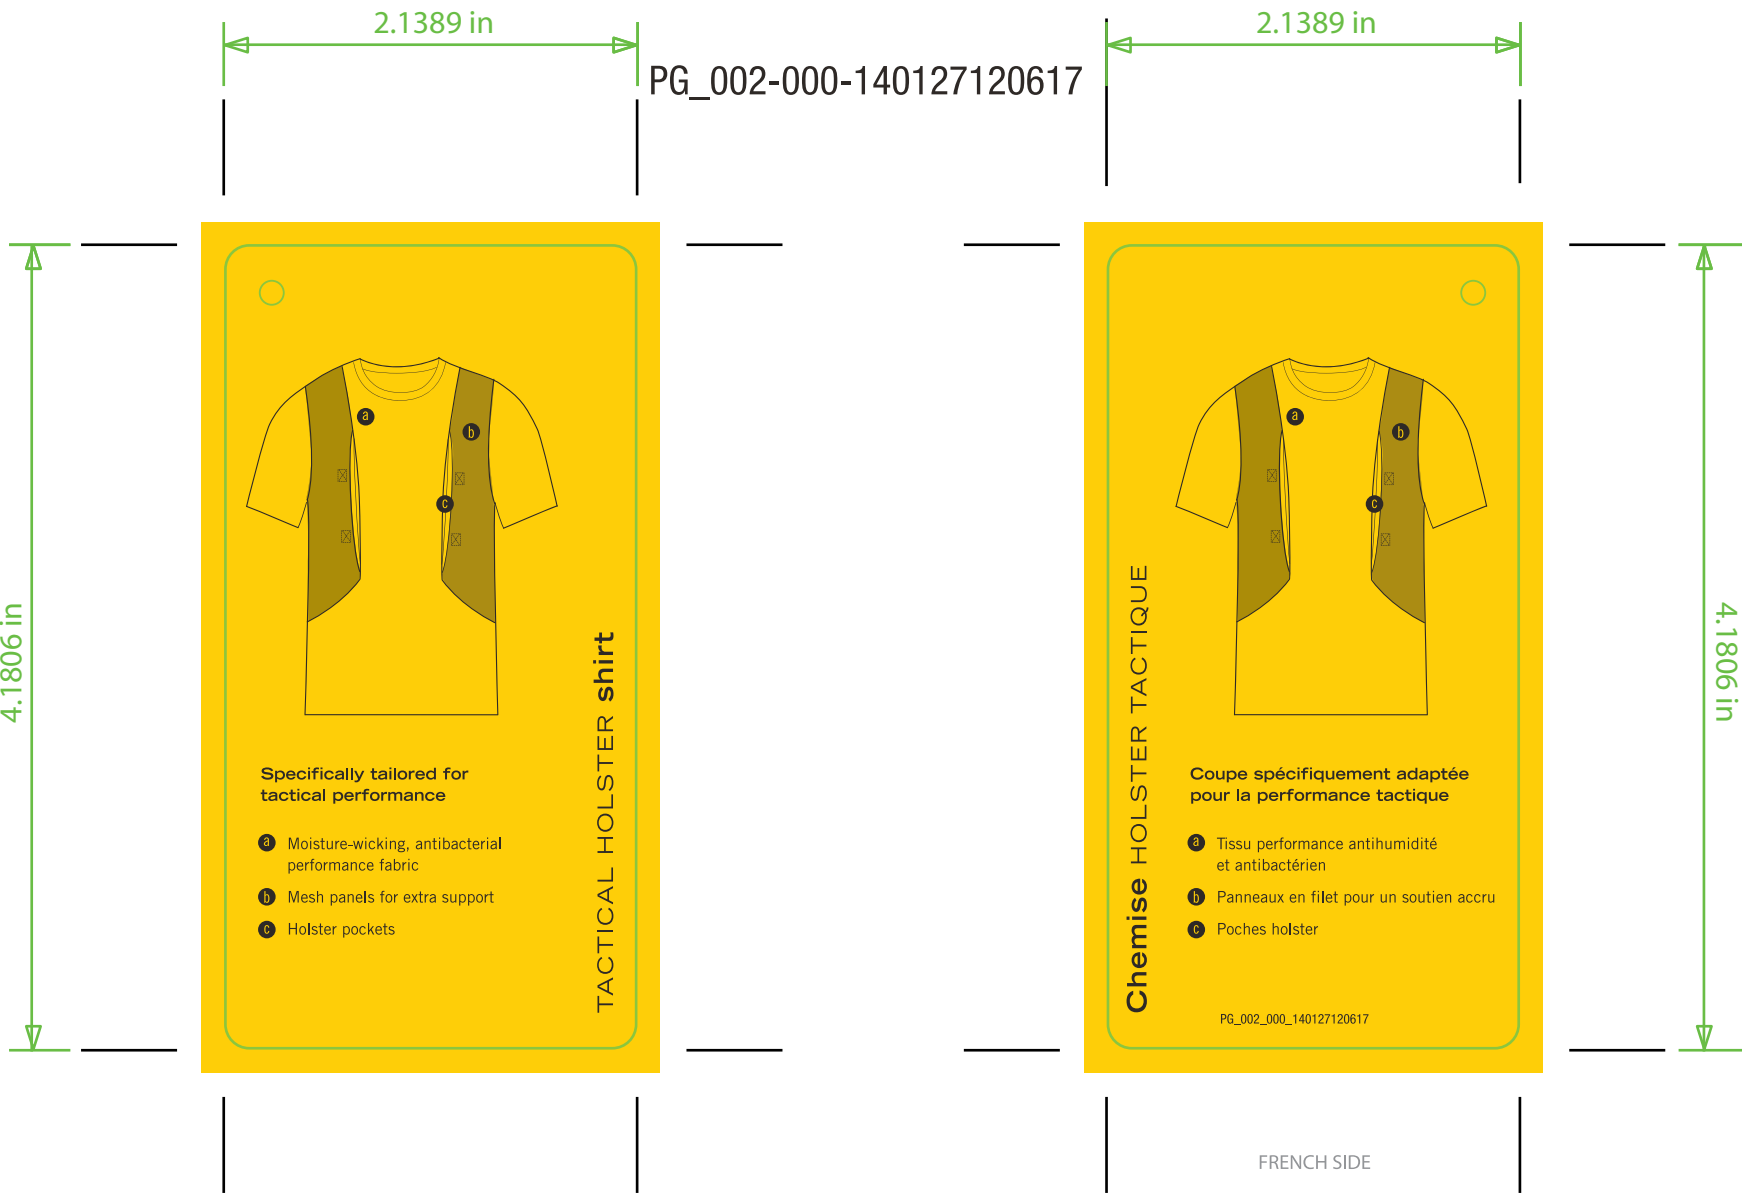 2.1389 in
2.1389 in
PG_002-000-140127120617
4.1806 in
a
b
c
TACTICAL HOLSTER shirt
Specifically tailored for
tactical performance
a Moisture-wicking, antibacterial
performance fabric
b Mesh panels for extra support
c Holster pockets
a
b
c
Chemise HOLSTER TACTIQUE
Coupe spécifiquement adaptée
pour la performance tactique
a Tissu performance antihumidité
et antibactérien
b Panneaux en filet pour un soutien accru
c Poches holster
PG_002_000_140127120617
4.1806 in
FRENCH SIDE